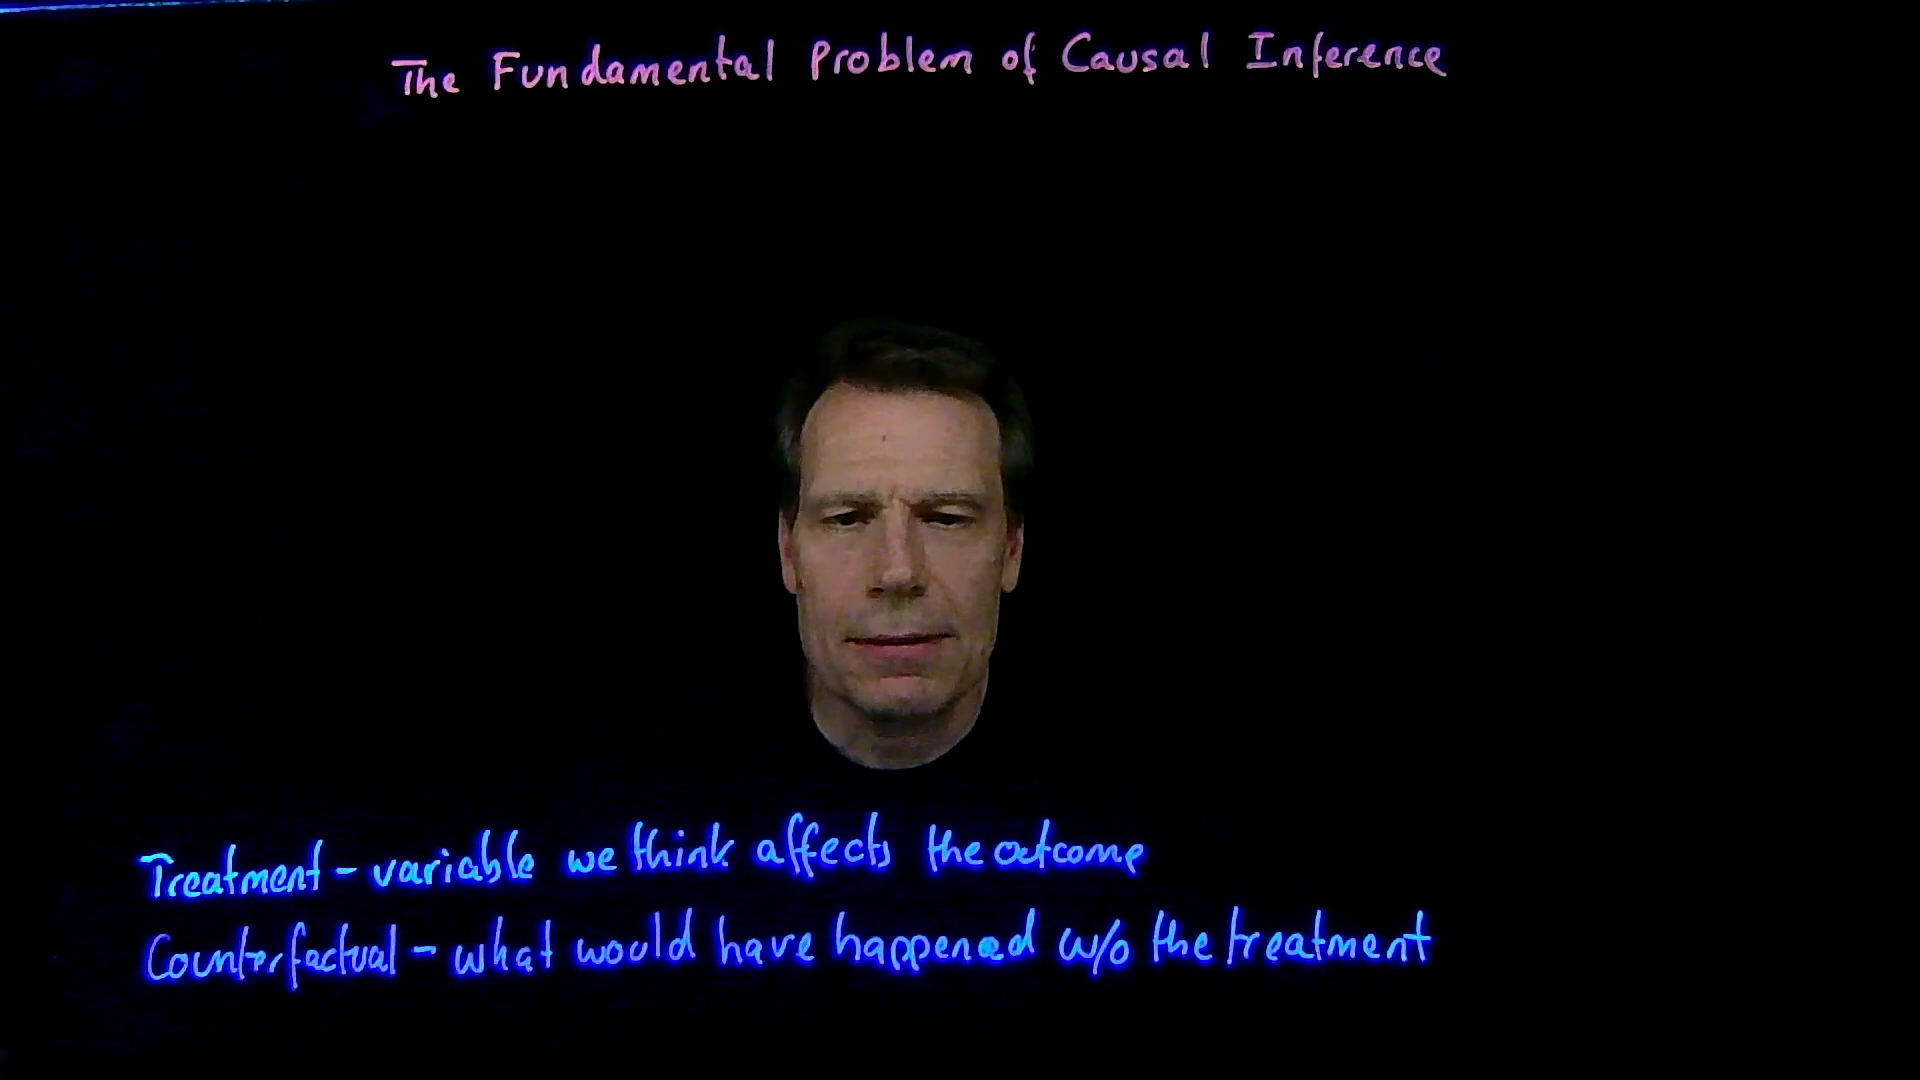 The Fundamental Problem of Causal Inference
Treatment - variable we think affects the outcome
Counterfactual - what would have happened w/o the treatment